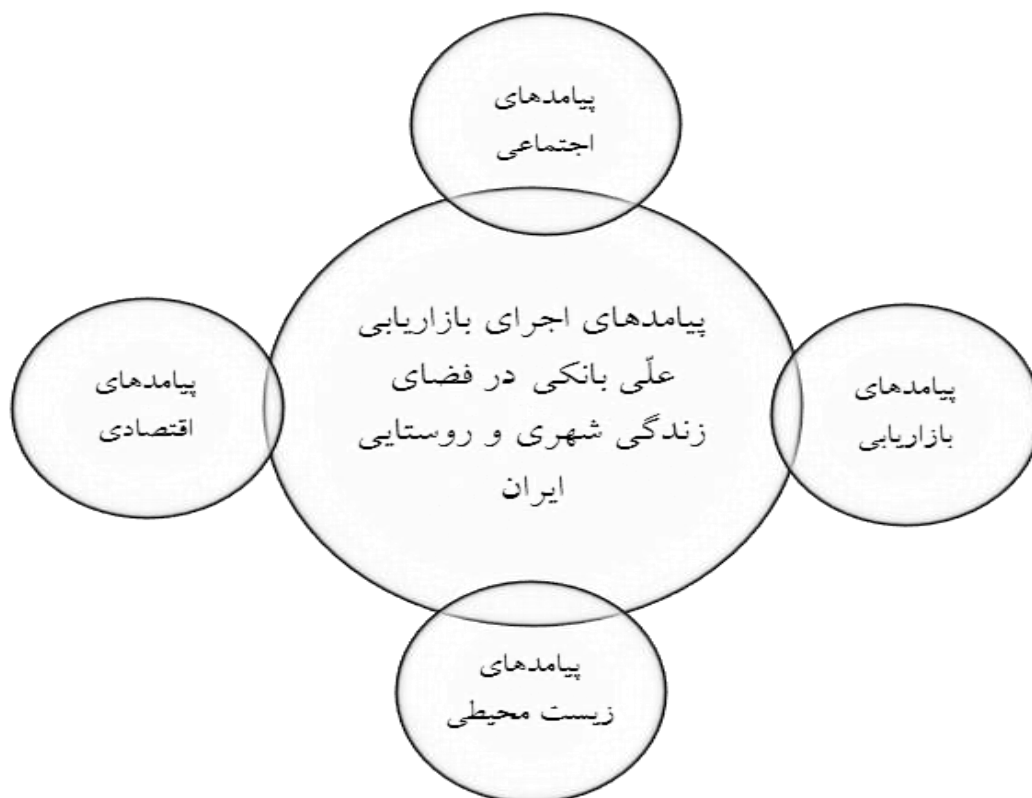 پیامدهای
اجتماعی
پیامدهای اجرای بازاریابی
علّی بانکی در فضای
زندگی شهری و روستایی
ایران
پیامدهای
بازاریابی
پیامدهای
اقتصادی
پیامدهای
زیست محیطی